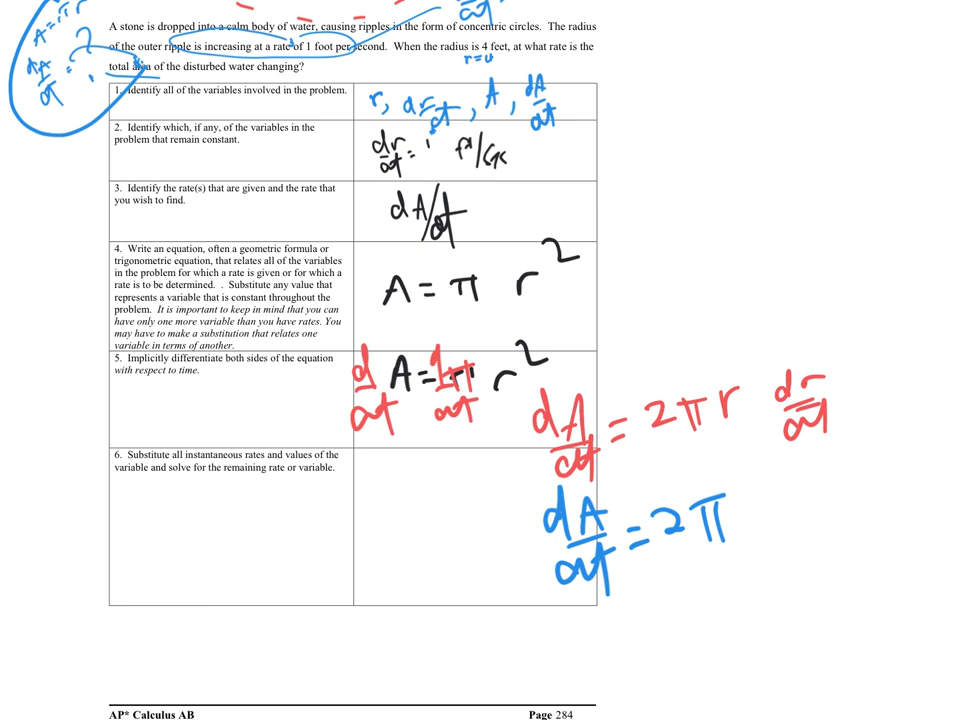 A stone is dropped into a calm body of water, causing ripples in the form of concentric circles. The radius
of the outer ripple is increasing at a rate of 1 foot per second. When the radius is 4 feet, at what rate is the
total area of the disturbed water changing?
A = π r
dA/dt = ?
1. Identify all of the variables involved in the problem.
r, dr/dt, A, dA/dt
2. Identify which, if any, of the variables in the
problem that remain constant.
dr/dt = 1 ft/sec
3. Identify the rate(s) that are given and the rate that
you wish to find.
dA/dt
4. Write an equation, often a geometric formula or
trigonometric equation, that relates all of the variables
in the problem for which a rate is given or for which a
rate is to be determined. . Substitute any value that
represents a variable that is constant throughout the
problem. It is important to keep in mind that you can
have only one more variable than you have rates. You
may have to make a substitution that relates one
variable in terms of another.
A = π r²
5. Implicitly differentiate both sides of the equation
with respect to time.
d/dt A = d/dt π r²
dA/dt = 2πr dr/dt
6. Substitute all instantaneous rates and values of the
variable and solve for the remaining rate or variable.
dA/dt = 2π
AP* Calculus AB
Page 284